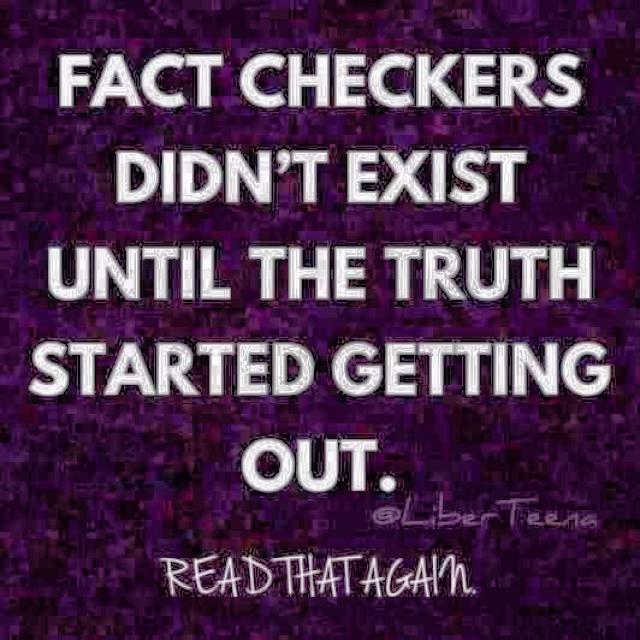 FACT CHECKERS
DIDN'T EXIST
UNTIL THE TRUTH
STARTED GETTING
OUT.
@LiberTeena
READ THAT AGAIN.